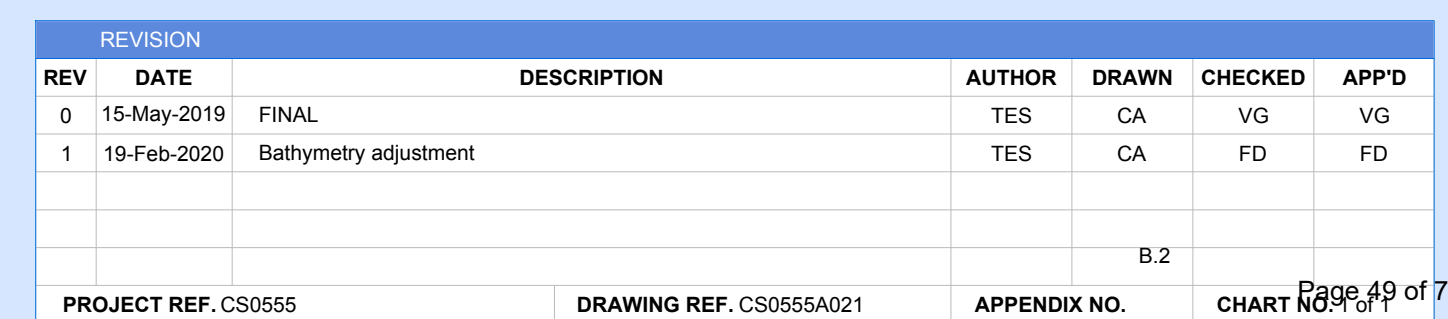 REVISION
REV DATE DESCRIPTION AUTHOR DRAWN CHECKED APP'D
0 15-May-2019 FINAL TES CA VG VG
1 19-Feb-2020 Bathymetry adjustment TES CA FD FD
B.2
PROJECT REF. CS0555 DRAWING REF. CS0555A021 APPENDIX NO. CHART NO. 1 of 1
Page 49 of 7